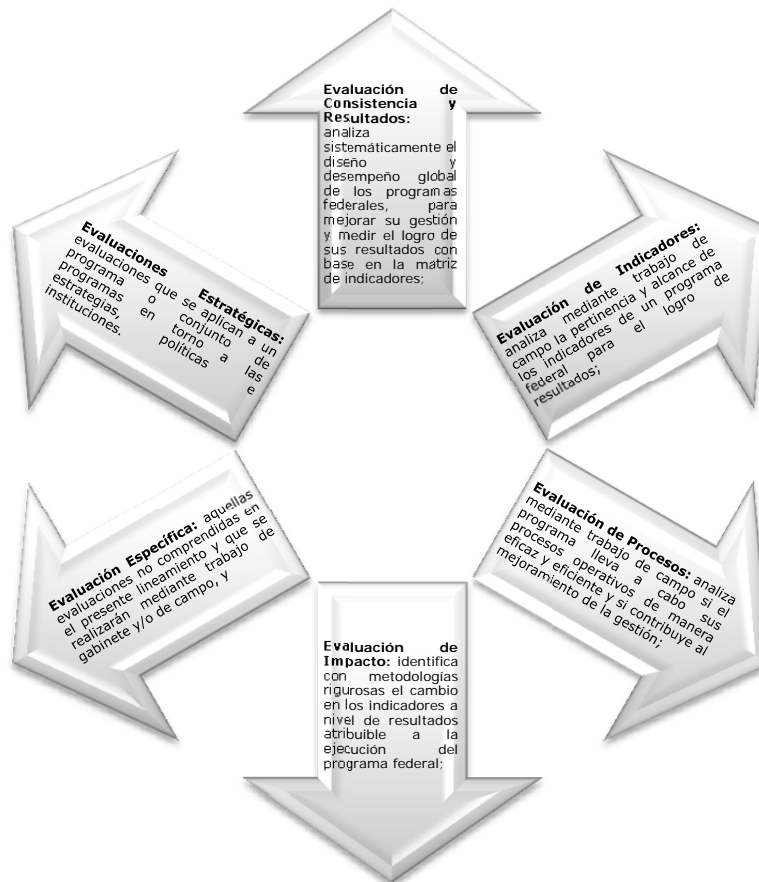 Evaluación de
Consistencia y
Resultados:
analiza
sistemáticamente el
diseño y
desempeño global
de los programas
federales, para
mejorar su gestión
y medir el logro de
sus resultados con
base en la matriz
de indicadores;
Evaluación de Indicadores:
analiza mediante trabajo de
campo la pertinencia y alcance de
los indicadores de un programa
federal para el logro de
resultados;
Evaluación de Procesos: analiza
mediante trabajo de campo si el
programa lleva a cabo sus
procesos operativos de manera
eficaz y eficiente y si contribuye al
mejoramiento de la gestión;
Evaluación de
Impacto: identifica
con metodologías
rigurosas el cambio
en los indicadores a
nivel de resultados
atribuible a la
ejecución del
programa federal;
Evaluación Específica: aquellas
evaluaciones no comprendidas en
el presente lineamiento y que se
realizarán mediante trabajo de
gabinete y/o de campo, y
Evaluaciones Estratégicas:
evaluaciones que se aplican a un
programa o conjunto de
programas en torno a las
estrategias, políticas e
instituciones.